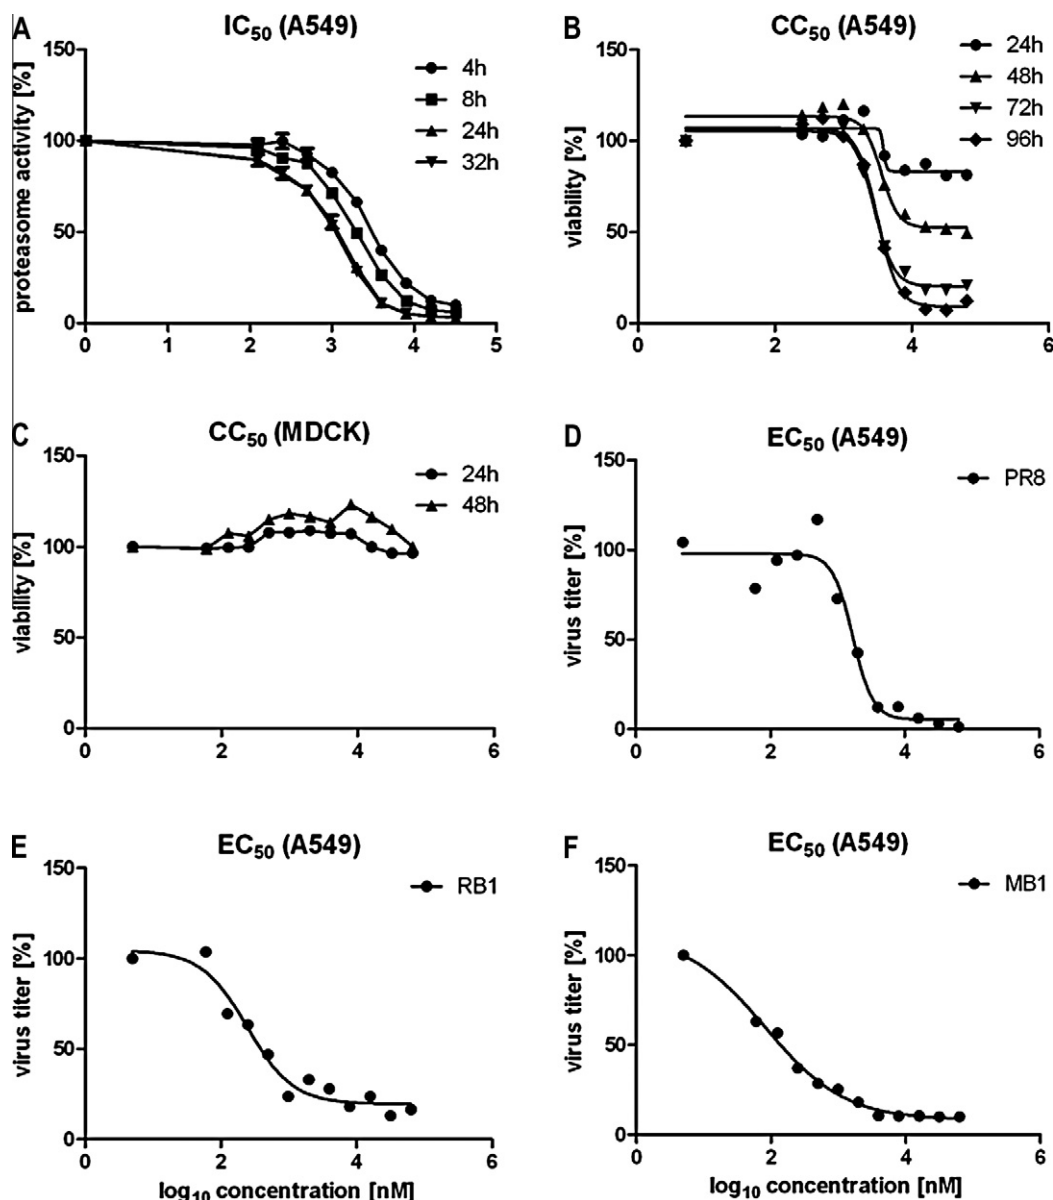 A
IC50 (A549)
proteasome activity [%]
150
100
50
0
0 1 2 3 4 5
4h
8h
24h
32h
B
CC50 (A549)
viability [%]
150
100
50
0
0 2 4 6
24h
48h
72h
96h
C
CC50 (MDCK)
viability [%]
150
100
50
0
0 2 4 6
24h
48h
D
EC50 (A549)
virus titer [%]
150
100
50
0
0 2 4 6
PR8
E
EC50 (A549)
virus titer [%]
150
100
50
0
0 2 4 6
log10 concentration [nM]
RB1
F
EC50 (A549)
virus titer [%]
150
100
50
0
0 2 4 6
log10 concentration [nM]
MB1